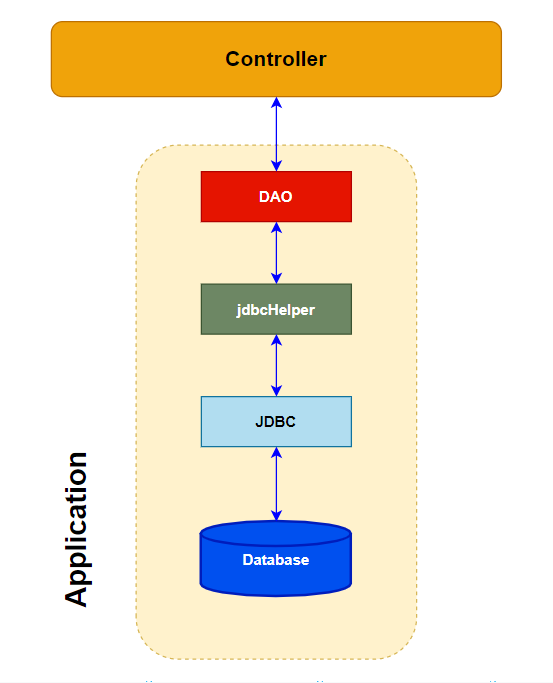 Controller
DAO
jdbcHelper
JDBC
Database
Application